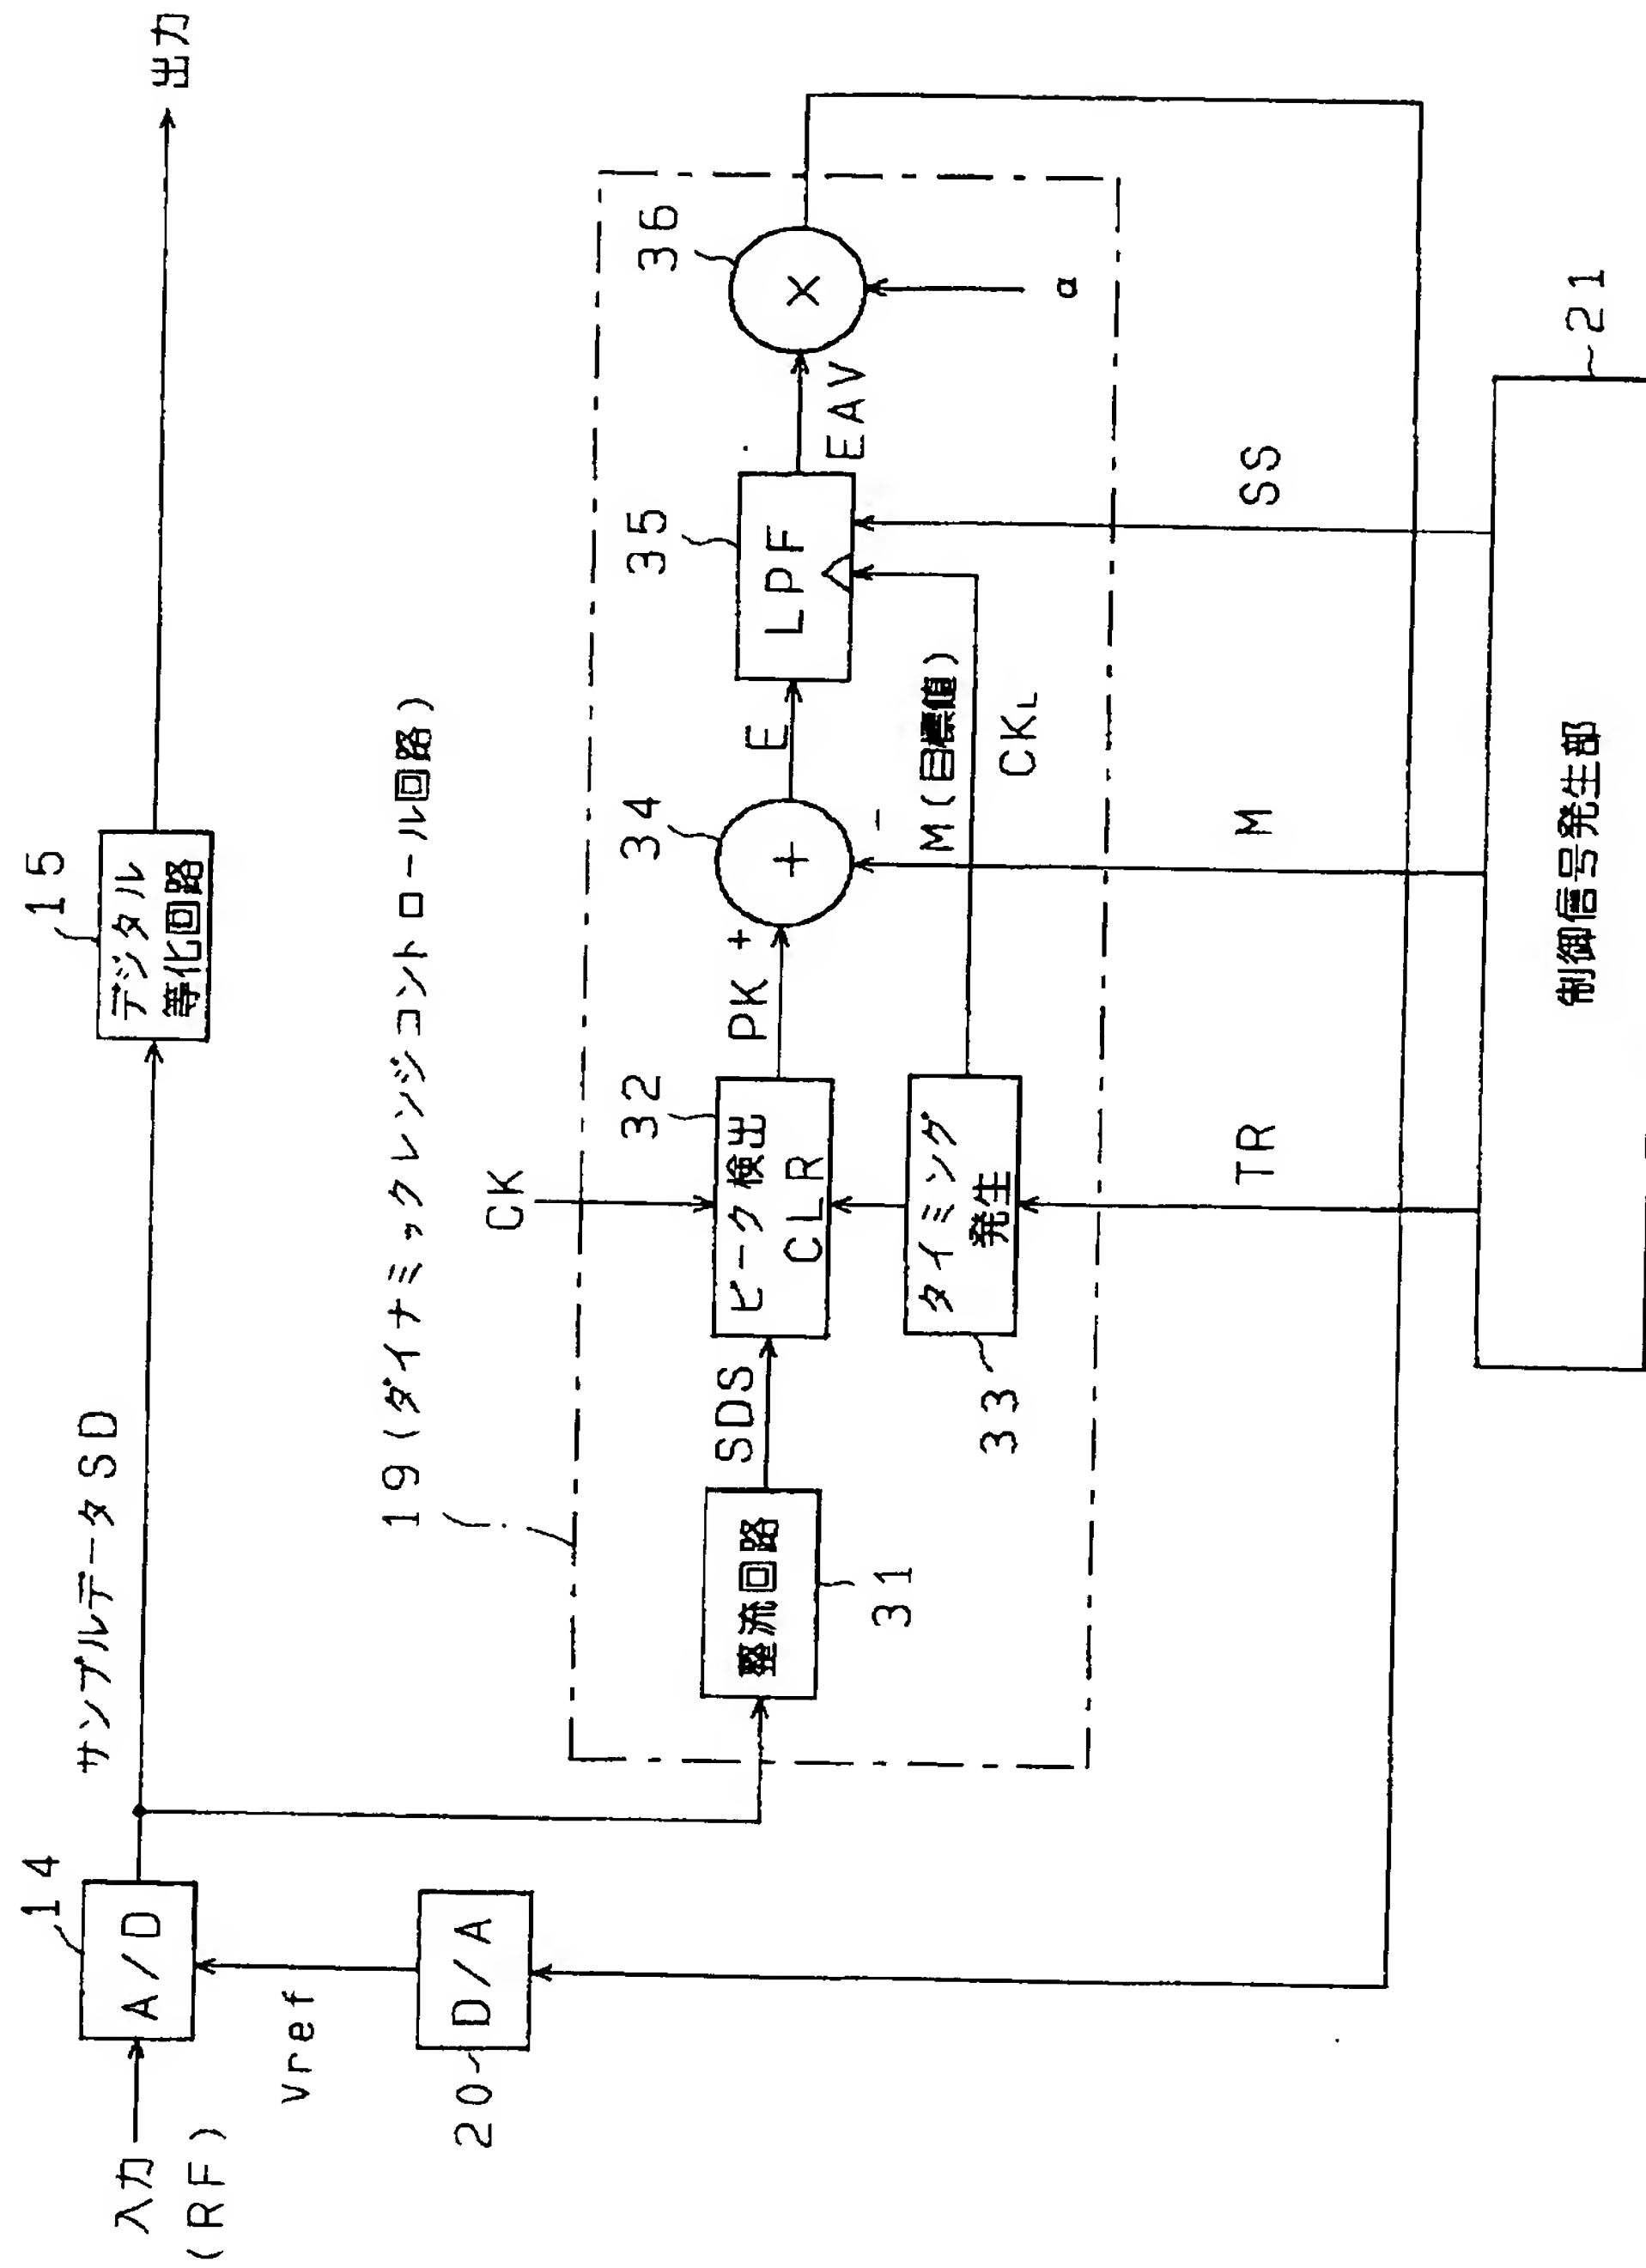 入力
(RF)
14
A/D
サンプルデータSD
15
デジタル
等化回路
出力
Vref
20
D/A
19(ダイナミックレンジコントロール回路)
整流回路
31
SDS
CK
32
ピーク検出
CLR
33
タイミング
発生
PK
+
34
+
-
M(目標値)
CKL
E
35
LPF
EAV
36
×
α
TR
M
SS
制御信号発生部
21